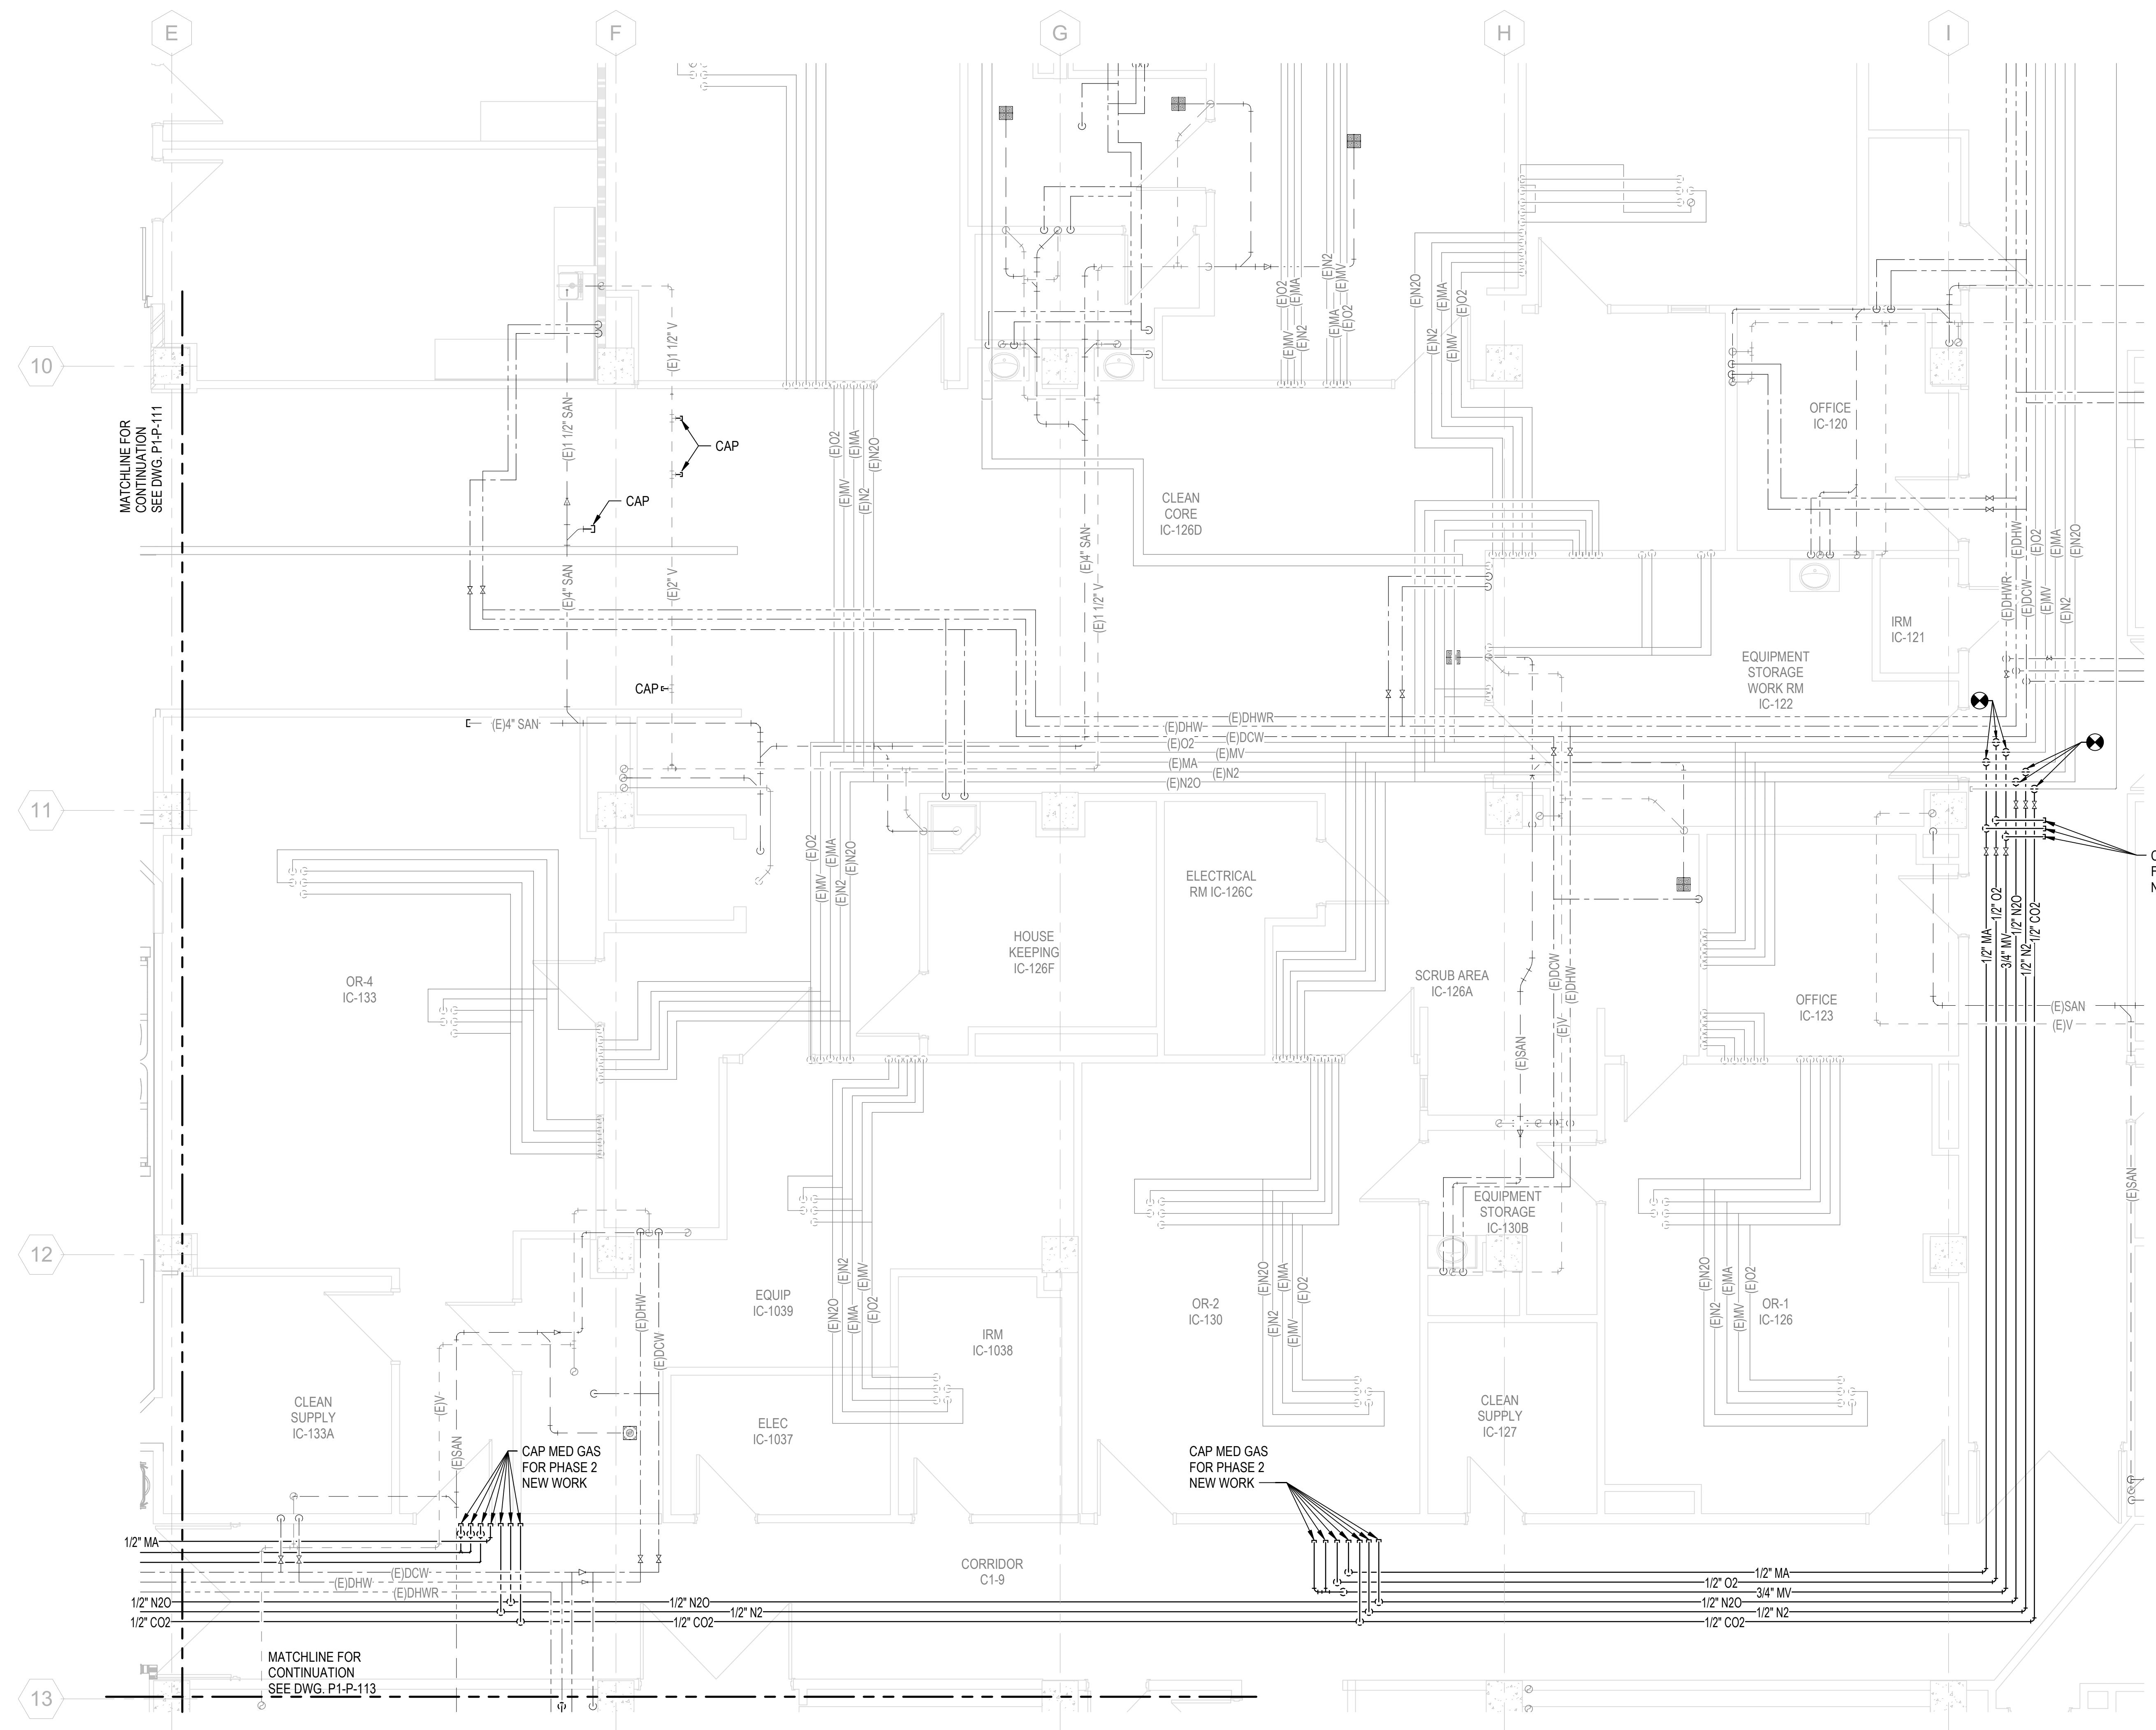 E
F
G
H
I
10
11
12
13
MATCHLINE FOR
CONTINUATION
SEE DWG. P1-P-111
(E)1 1/2" SAN
(E)1 1/2" V
CAP
CAP
(E)4" SAN
(E)2" V
CAP
(E)4" SAN
(E)O2
(E)MV
(E)MA
(E)N2
(E)N2O
(E)O2
(E)MV
(E)MA
(E)N2
(E)N2
(E)MA
(E)MV
(E)O2
(E)N2O
(E)N2
(E)MA
(E)MV
(E)O2
CLEAN
CORE
IC-126D
(E)4" SAN
(E)1 1/2" V
OFFICE
IC-120
IRM
IC-121
EQUIPMENT
STORAGE
WORK RM
IC-122
(E)DHWR
(E)DHW
(E)DCW
(E)O2
(E)MV
(E)MA
(E)N2
(E)N2O
(E)DHWR
(E)DHW
(E)DCW
(E)O2
(E)MV
(E)MA
(E)N2
(E)N2O
(E)O2
(E)MV
(E)MA
(E)N2
(E)N2O
OR-4
IC-133
HOUSE
KEEPING
IC-126F
ELECTRICAL
RM IC-126C
SCRUB AREA
IC-126A
(E)SAN
(E)V
(E)DCW
(E)DHW
OFFICE
IC-123
1/2" MA
1/2" O2
3/4" MV
1/2" N2O
1/2" N2
1/2" CO2
(E)SAN
(E)V
(E)SAN
EQUIPMENT
STORAGE
IC-130B
EQUIP
IC-1039
(E)N2O
(E)N2
(E)MA
(E)MV
(E)O2
IRM
IC-1038
OR-2
IC-130
(E)N2O
(E)N2
(E)MA
(E)MV
(E)O2
OR-1
IC-126
(E)N2O
(E)N2
(E)MA
(E)MV
(E)O2
(E)DHW
(E)DCW
CLEAN
SUPPLY
IC-133A
(E)V
(E)SAN
ELEC
IC-1037
CLEAN
SUPPLY
IC-127
CAP MED GAS
FOR PHASE 2
NEW WORK
CAP MED GAS
FOR PHASE 2
NEW WORK
CORRIDOR
C1-9
1/2" MA
(E)DCW
(E)DHW
(E)DHWR
1/2" N2O
1/2" CO2
1/2" N2O
1/2" N2
1/2" CO2
1/2" MA
1/2" O2
3/4" MV
1/2" N2O
1/2" N2
1/2" CO2
MATCHLINE FOR
CONTINUATION
SEE DWG. P1-P-113